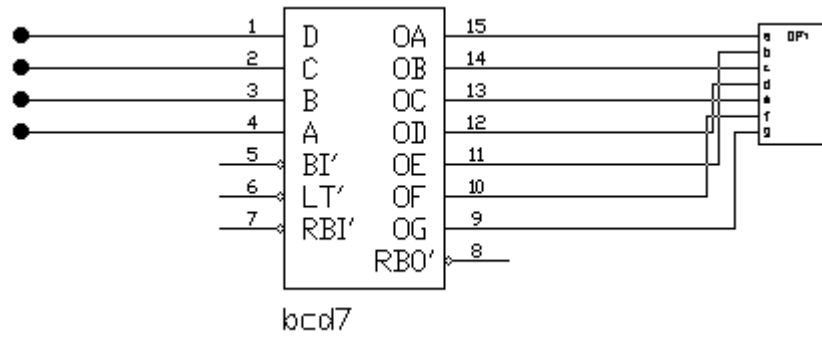 1 D OA 15 a
b
2 C OB 14 c
d
3 B OC 13 e
f
4 A OD 12 g
5 BI' OE 11
6 LT' OF 10
7 RBI' OG 9
RBO' 8
bcd7